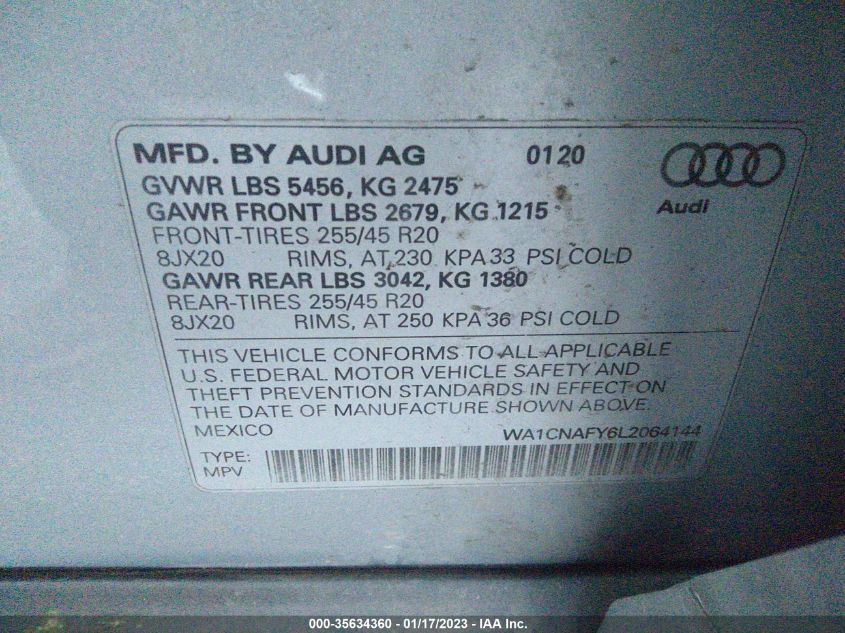 MFD. BY AUDI AG 0120
GVWR LBS 5456, KG 2475
GAWR FRONT LBS 2679, KG 1215
Audi
FRONT-TIRES 255/45 R20
8JX20 RIMS, AT 230 KPA 33 PSI COLD
GAWR REAR LBS 3042, KG 1380
REAR-TIRES 255/45 R20
8JX20 RIMS, AT 250 KPA 36 PSI COLD
THIS VEHICLE CONFORMS TO ALL APPLICABLE
U.S. FEDERAL MOTOR VEHICLE SAFETY AND
THEFT PREVENTION STANDARDS IN EFFECT ON
THE DATE OF MANUFACTURE SHOWN ABOVE.
MEXICO WA1CNAFY6L2064144
TYPE:
MPV
000-35634360 - 01/17/2023 - IAA Inc.